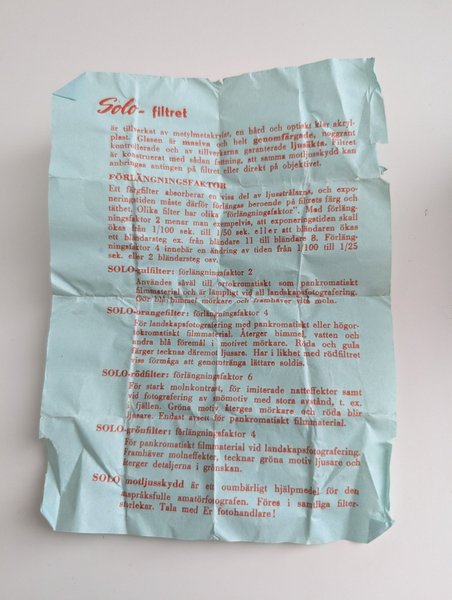 Solo- filtret
är tillverkat av metylmetakrylat, en hård och optiskt klar akryl-
plast. Glasen är massiva och helt genomfärgade, noggrant
kontrollerade och av tillverkarna garanterade ljusäkta. Filtret
är konstruerat med sådan fattning, att samma motljusskydd kan
anbringas antingen på filtret eller direkt på objektivet.
FÖRLÄNGNINGSFAKTOR
Ett färgfilter absorberar en viss del av ljusstrålarna, och expo-
neringstiden måste därför förlängas beroende på filtrets färg och
täthet. Olika filter har olika "förlängningsfaktor". Med förläng-
ningsfaktor 2 menar man exempelvis, att exponeringstiden skall
ökas från 1/100 sek. till 1/50 sek. eller att bländaren ökas
ett bländarsteg ex. från bländare 11 till bländare 8. Förläng-
ningsfaktor 4 innebär en ändring av tiden från 1/100 till 1/25
sek. eller 2 bländarsteg osv.
SOLO-gulfilter: förlängningsfaktor 2
Användes såväl till ortokromatiskt som pankromatiskt
filmmaterial och är lämpligt vid all landskapsfotografering.
Gör blå himmel mörkare och framhäver vita moln.
SOLO-orangefilter: förlängningsfaktor 4
För landskapsfotografering med pankromatiskt eller högor-
tokromatiskt filmmaterial. Återger himmel, vatten och
andra blå föremål i motivet mörkare. Röda och gula
färger tecknas däremot ljusare. Har i likhet med rödfiltret
viss förmåga att genomtränga lättare soldis.
SOLO-rödfilter: förlängningsfaktor 6
För stark molnkontrast, för imiterade natteffekter samt
vid fotografering av snömotiv med stora avstånd, t. ex.
i fjällen. Gröna motiv återges mörkare och röda blir
ljusare. Endast avsett för pankromatiskt filmmaterial.
SOLO-grönfilter: förlängningsfaktor 4
För pankromatiskt filmmaterial vid landskapsfotografering.
Framhäver molneffekter, tecknar gröna motiv ljusare och
återger detaljerna i grönskan.
SOLO motljusskydd är ett oumbärligt hjälpmedel för den
anspråksfulle amatörfotografen. Föres i samtliga filter-
storlekar. Tala med Er fotohandlare!